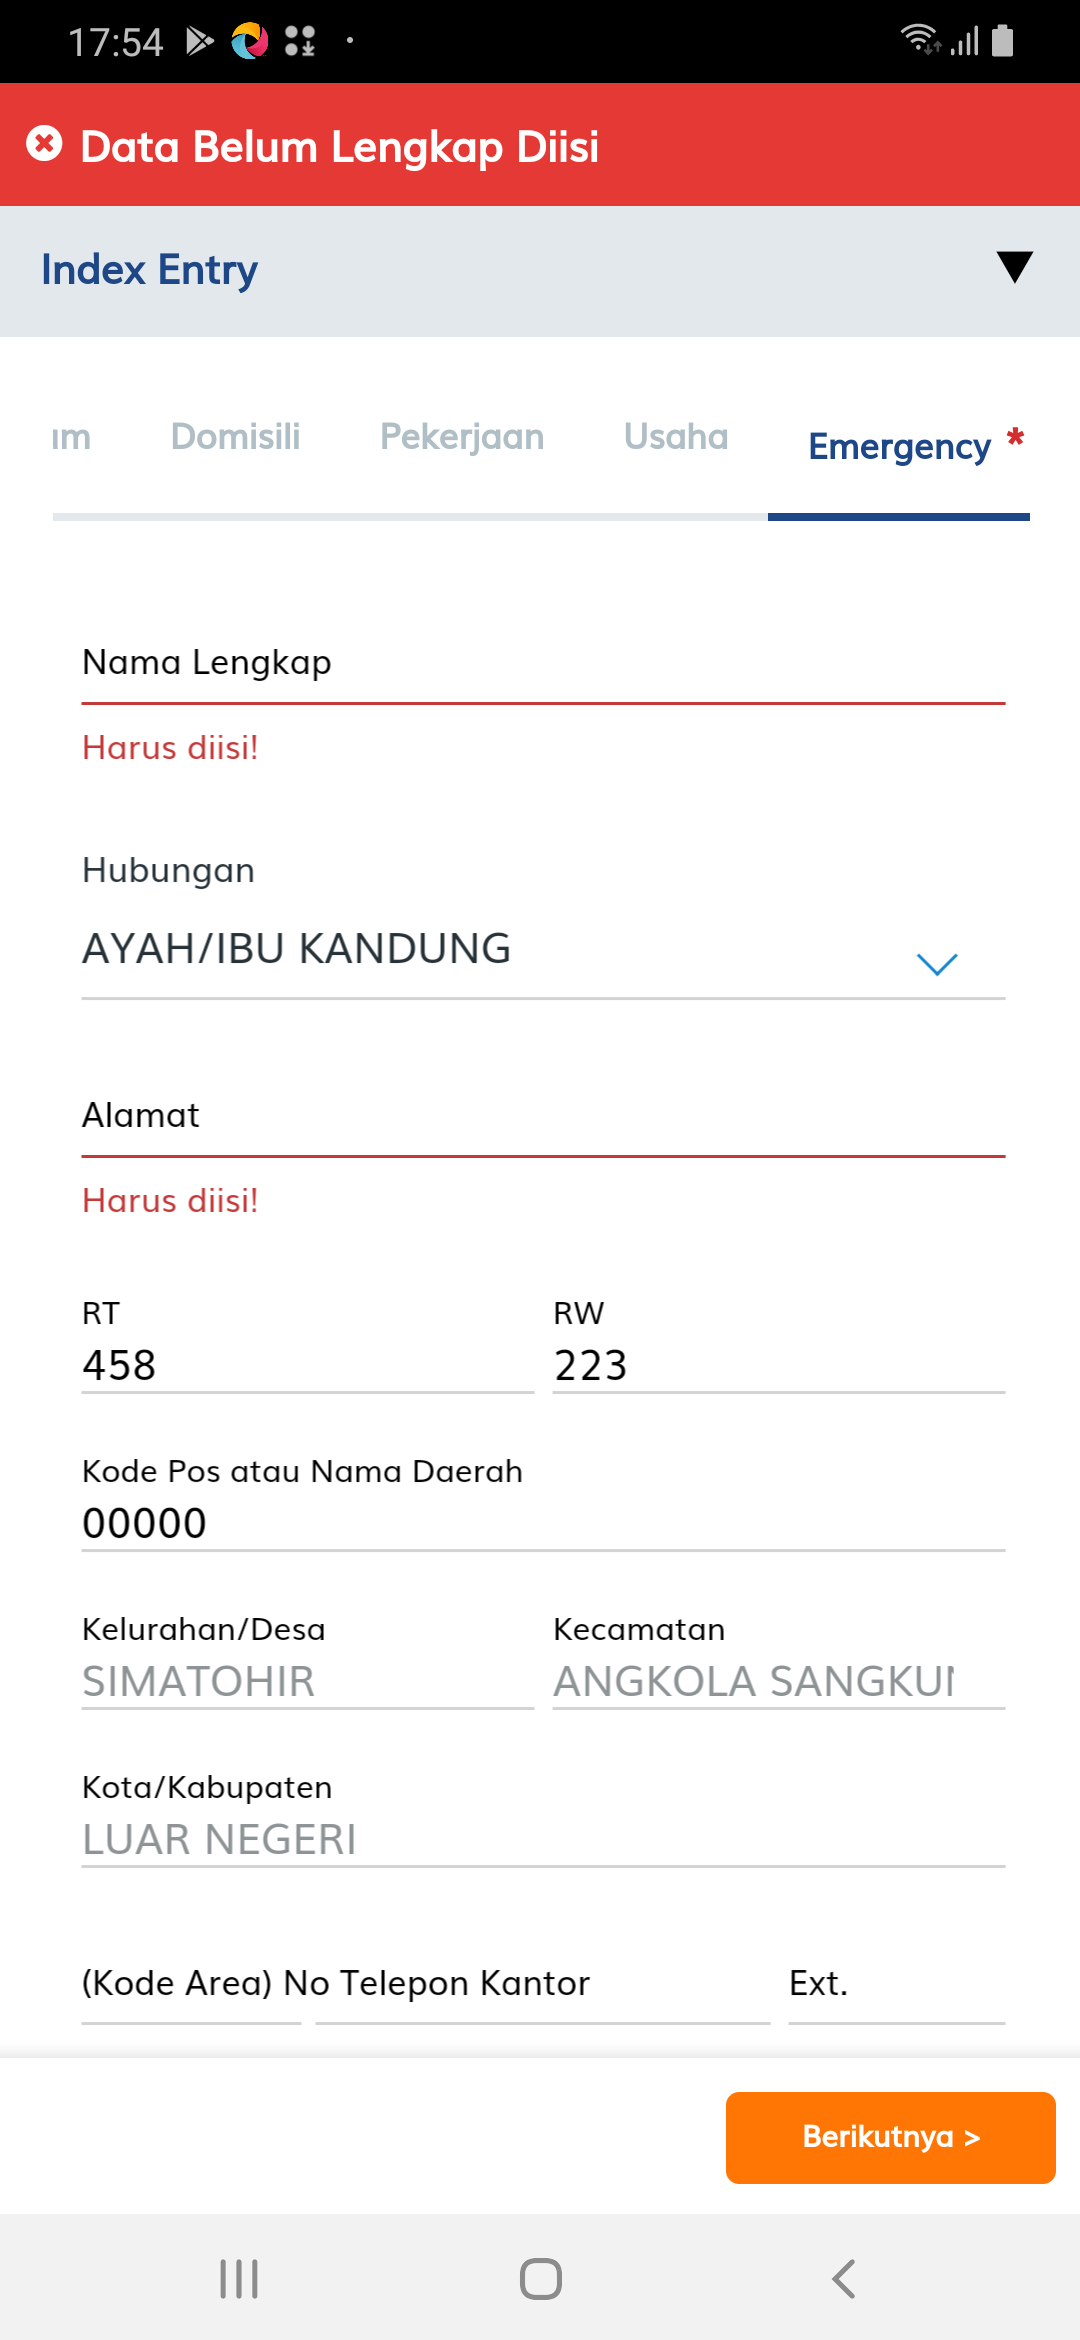 17:54
Data Belum Lengkap Diisi
Index Entry
Domisili Pekerjaan Usaha Emergency *
Nama Lengkap
Harus diisi!
Hubungan
AYAH/IBU KANDUNG
Alamat
Harus diisi!
RT RW
458 223
Kode Pos atau Nama Daerah
00000
Kelurahan/Desa Kecamatan
SIMATOHIR ANGKOLA
Kota/Kabupaten
LUAR NEGERI
(Kode Area) No Telepon Kantor Ext.
Berikutnya >